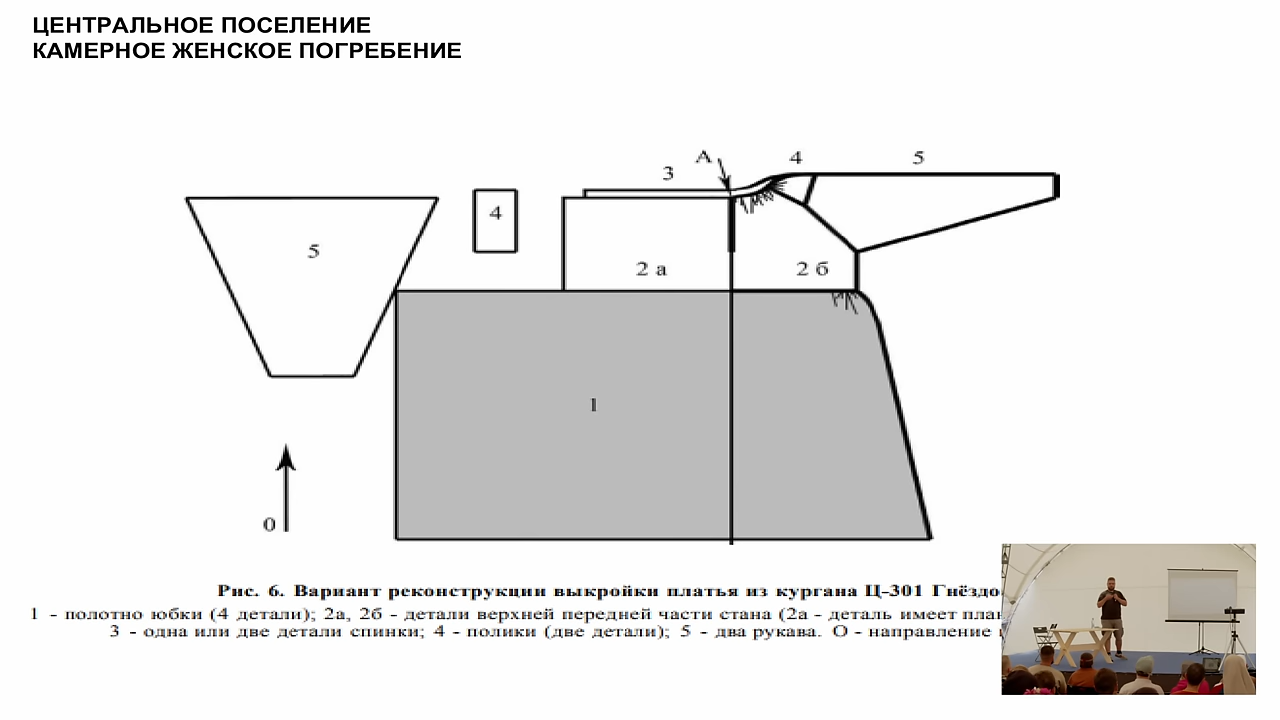 ЦЕНТРАЛЬНОЕ ПОСЕЛЕНИЕ
КАМЕРНОЕ ЖЕНСКОЕ ПОГРЕБЕНИЕ
А
3
4
5
4
5
2 а
2 б
1
0
Рис. 6. Вариант реконструкции выкройки платья из кургана Ц-301 Гнёздо
1 - полотно юбки (4 детали); 2а, 2б - детали верхней передней части стана (2а - деталь имеет
3 - одна или две детали спинки; 4 - полики (две детали); 5 - два рукава. О - направление